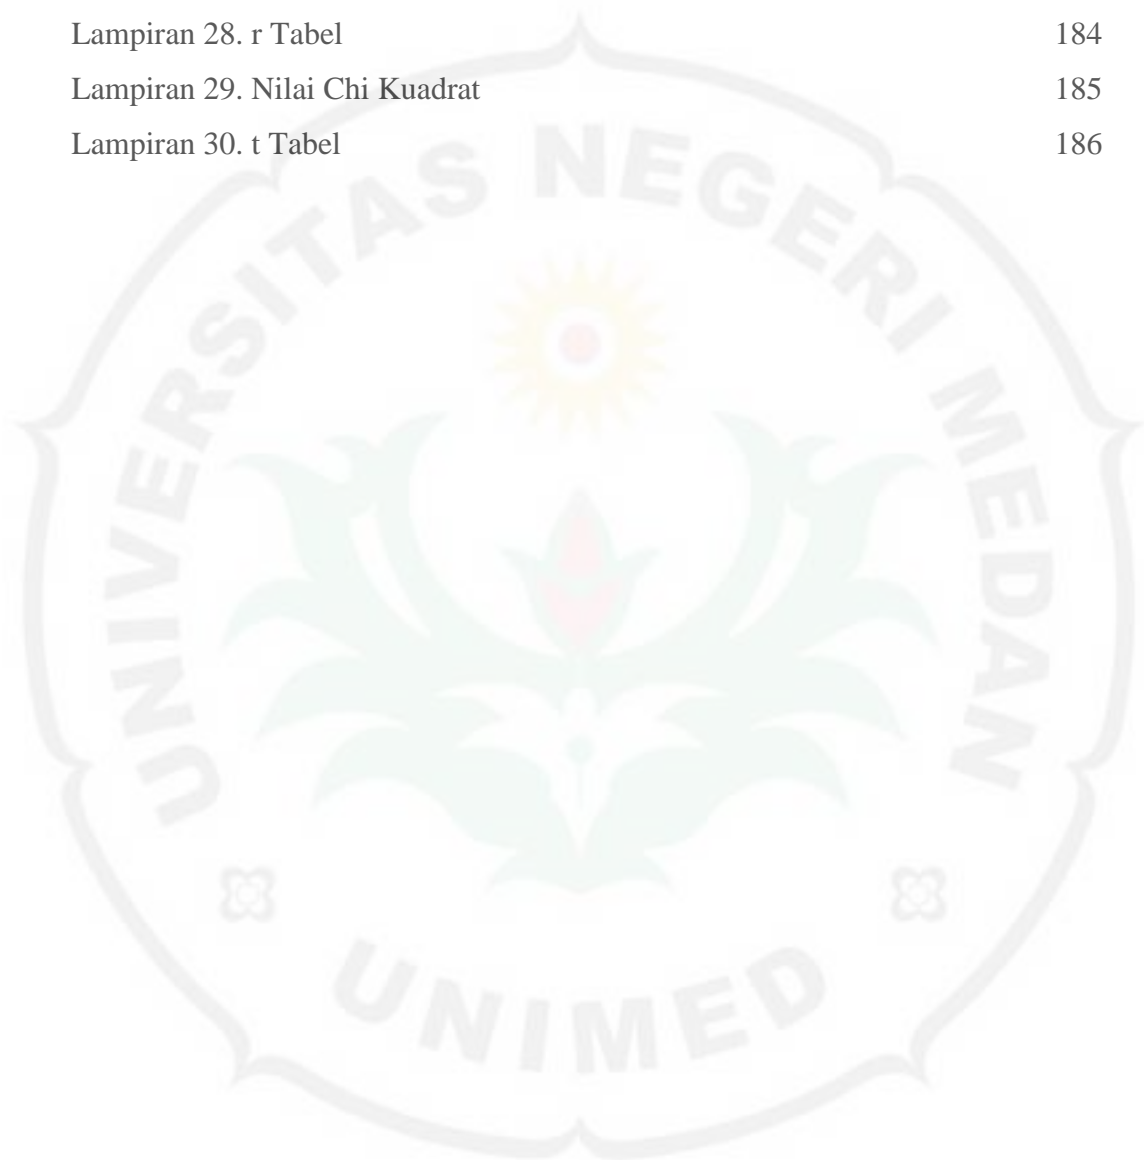 Lampiran 28. r Tabel 184
Lampiran 29. Nilai Chi Kuadrat 185
Lampiran 30. t Tabel 186
UNIVERSITAS NEGERI MEDAN
UNIMED